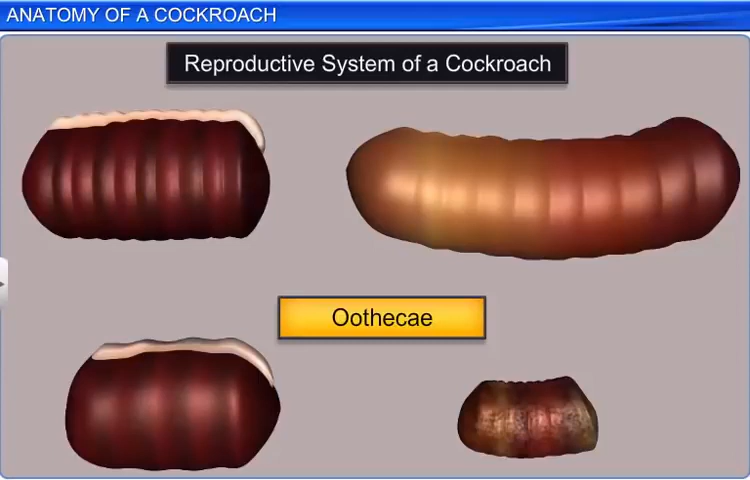 ANATOMY OF A COCKROACH
Reproductive System of a Cockroach
Oothecae